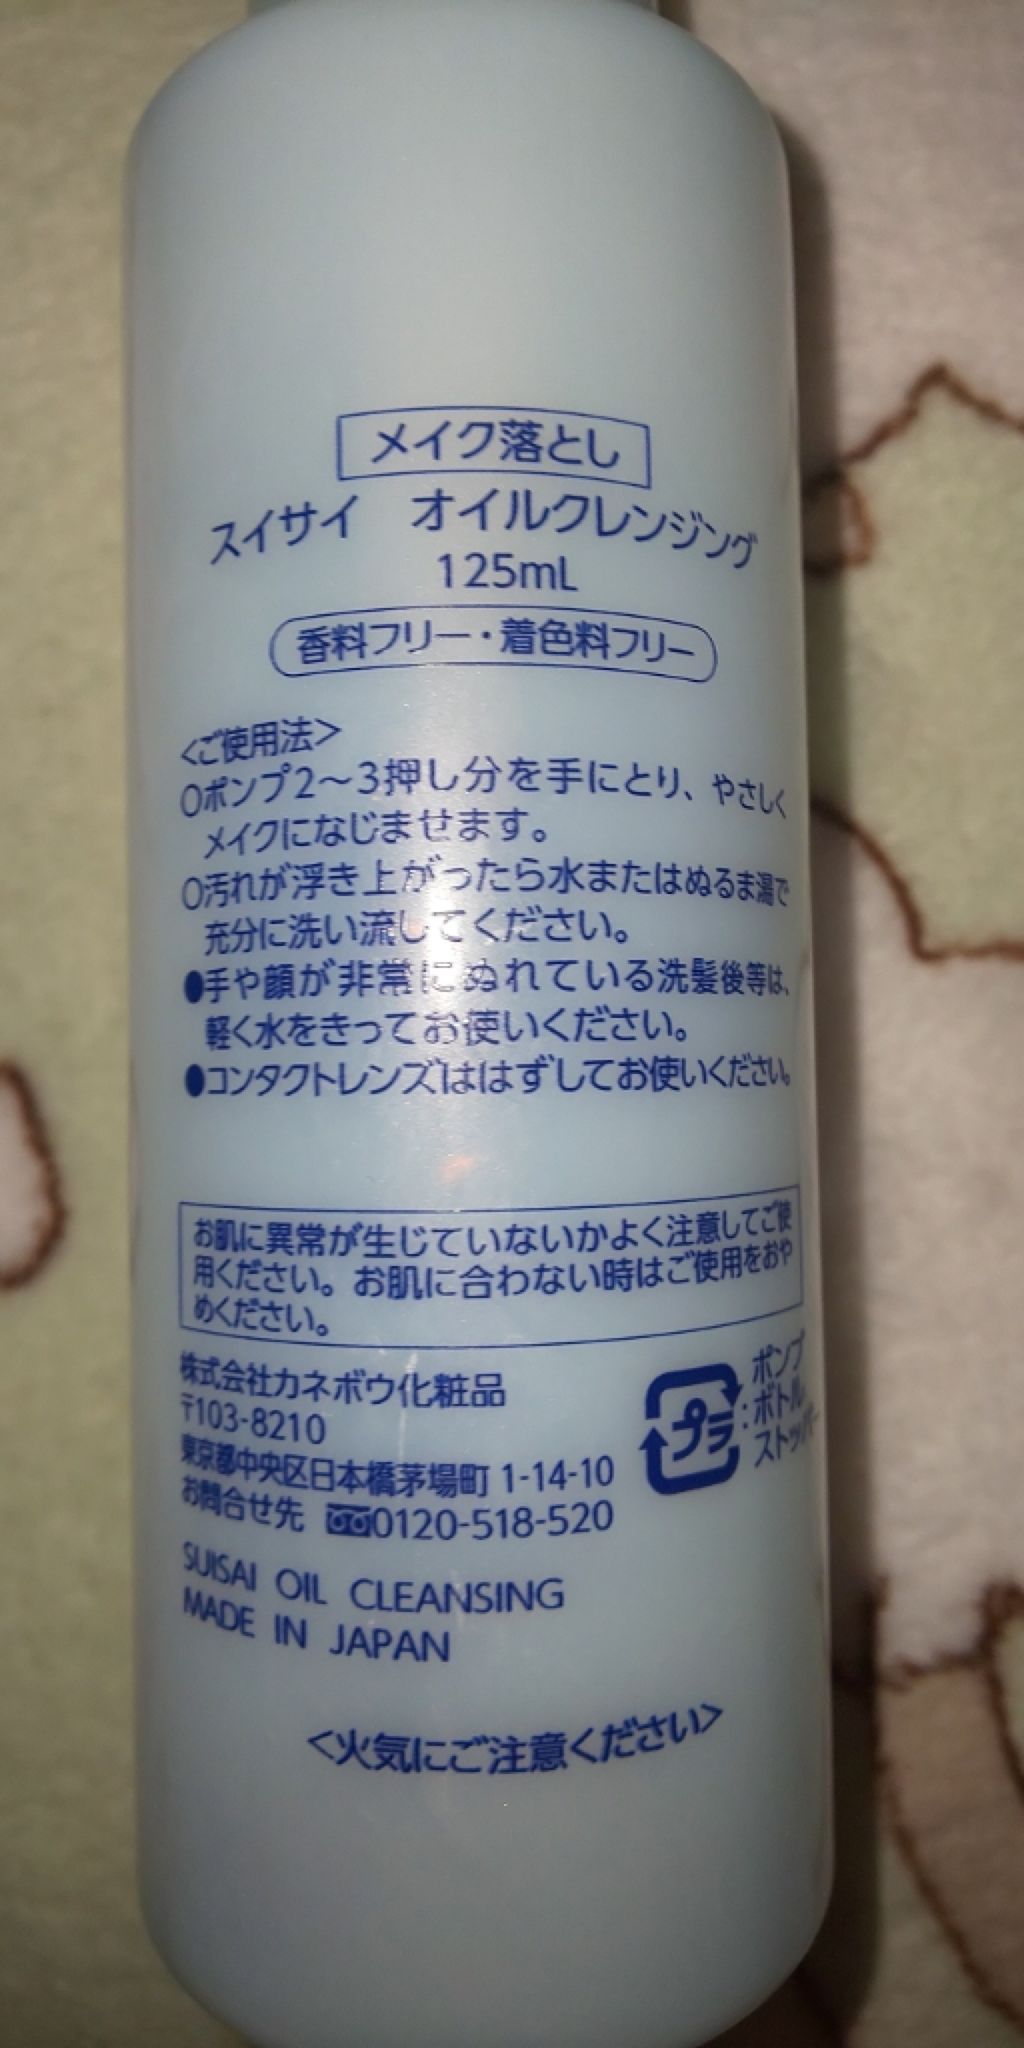 メイク落とし
スイサイ オイルクレンジング
125mL
香料フリー・着色料フリー
<ご使用法>
○ポンプ2～3押し分を手にとり、やさしく
メイクになじませます。
○汚れが浮き上がったら水またはぬるま湯で
充分に洗い流してください。
●手や顔が非常にぬれている洗髪後等は、
軽く水をきってお使いください。
●コンタクトレンズははずしてお使いください。
お肌に異常が生じていないかよく注意してご使
用ください。お肌に合わない時はご使用をおや
めください。
株式会社カネボウ化粧品
〒103-8210
東京都中央区日本橋茅場町 1-14-10
お問合せ先 0120-518-520
プラ
:ポンプ
ボトル
ストッパー
SUISAI OIL CLEANSING
MADE IN JAPAN
<火気にご注意ください>